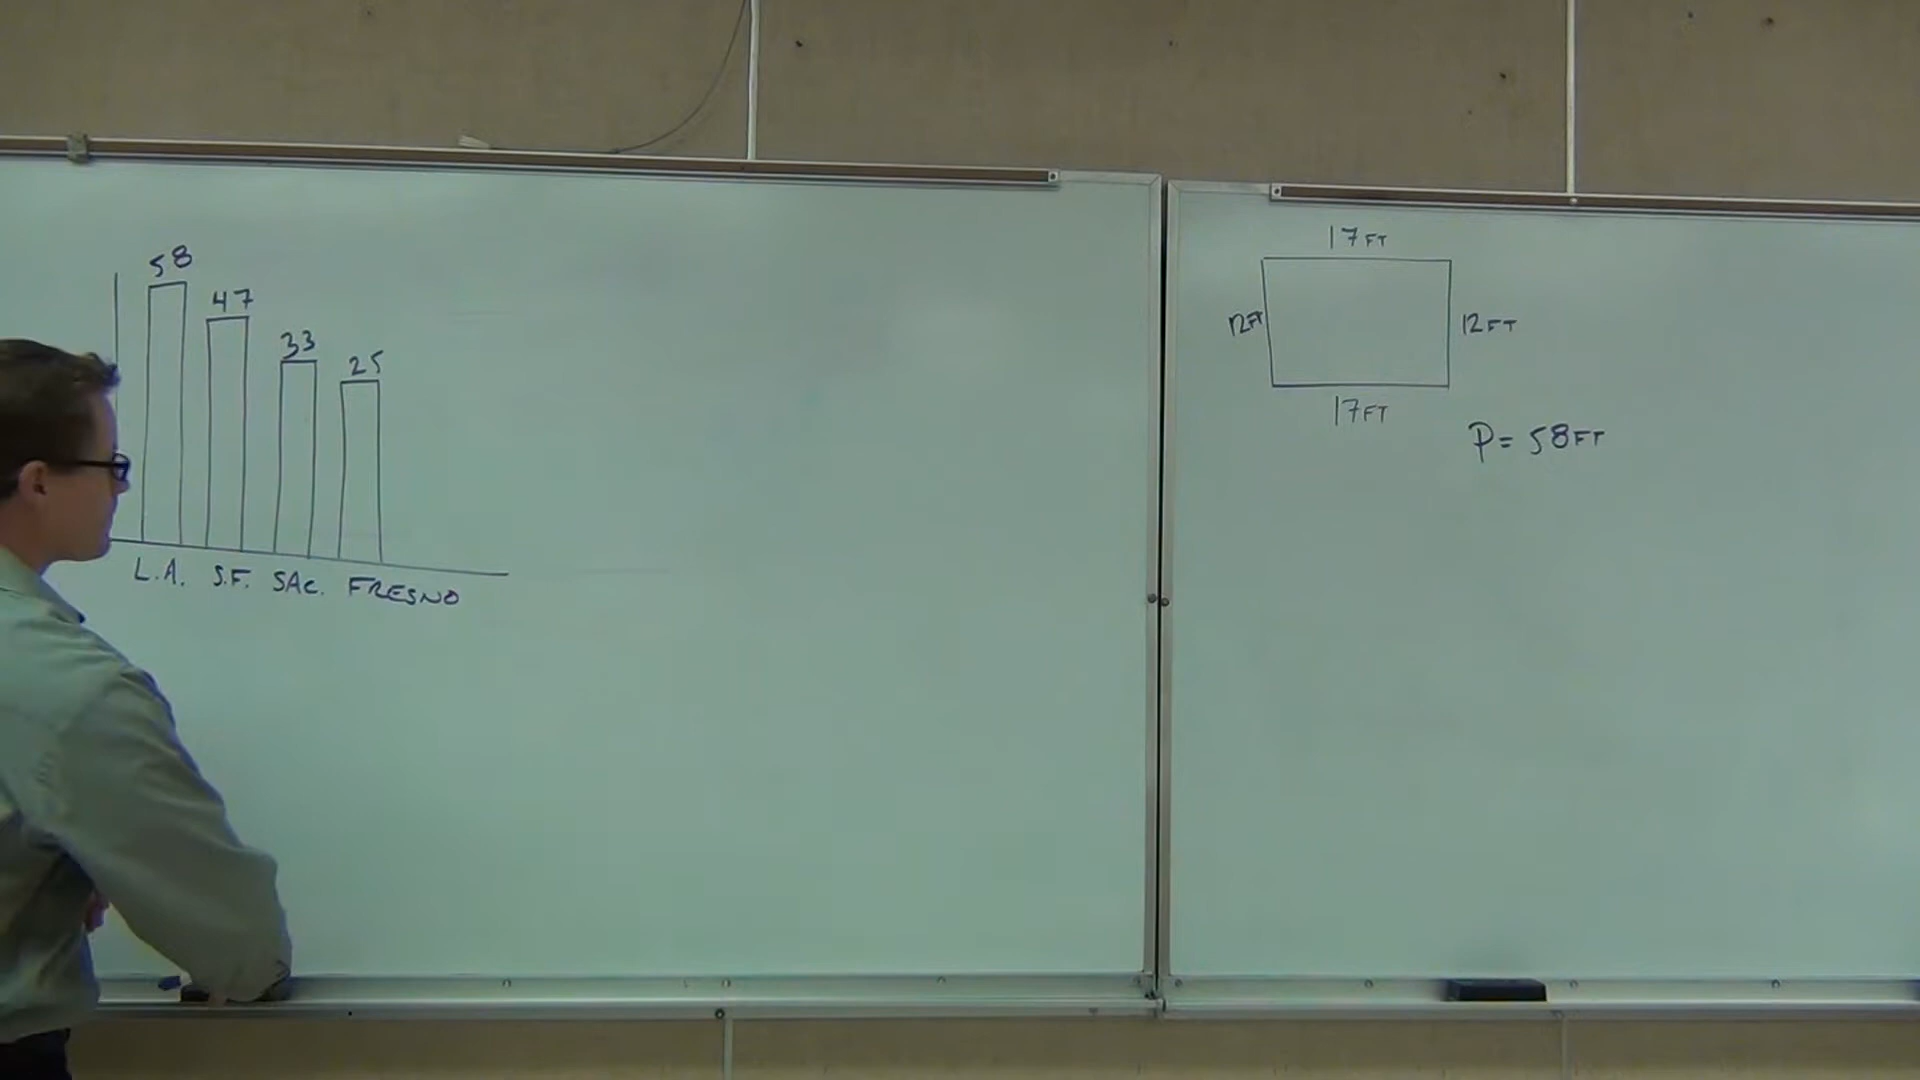 58
47
33
25
L.A. S.F. SAC. FRESNO
17 FT
12 FT
12 FT
17 FT
P = 58 FT